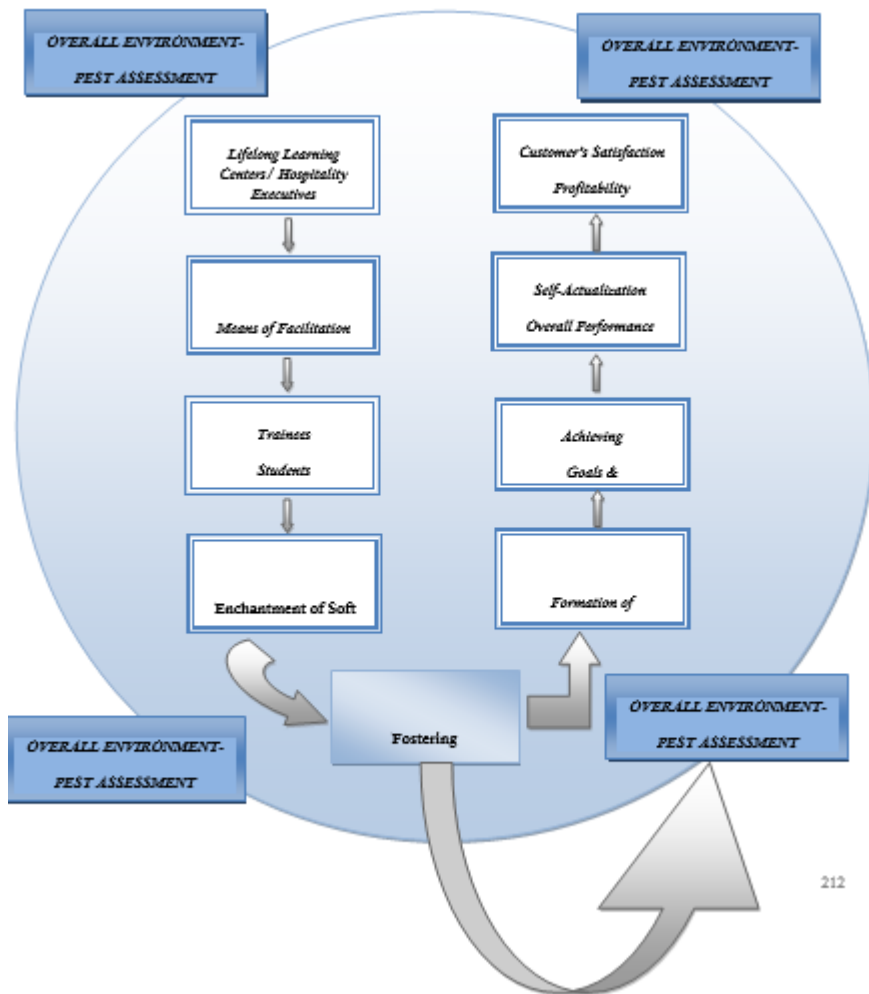 OVERALL ENVIRONMENT-
PEST ASSESSMENT
OVERALL ENVIRONMENT-
PEST ASSESSMENT
Lifelong Learning
Centers/ Hospitality
Executives
Customer's Satisfaction
Profitability
Means of Facilitation
Self-Actualization
Overall Performance
Trainees
Students
Achieving
Goals &
Enchantment of Soft
Formation of
Fostering
OVERALL ENVIRONMENT-
PEST ASSESSMENT
OVERALL ENVIRONMENT-
PEST ASSESSMENT
212